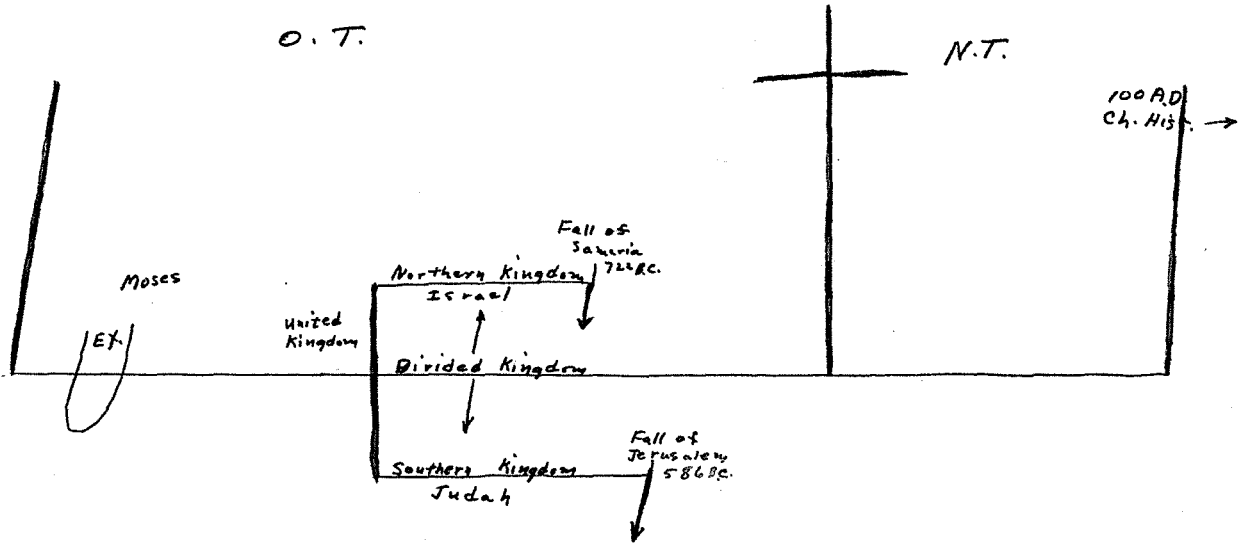 O. T.
N.T.
100 A.D
Ch. Hist.
Moses
Ex.
United
Kingdom
Northern Kingdom
Israel
Fall of
Samaria
722 B.C.
Divided Kingdom
Southern Kingdom
Judah
Fall of
Jerusalem
586 B.C.